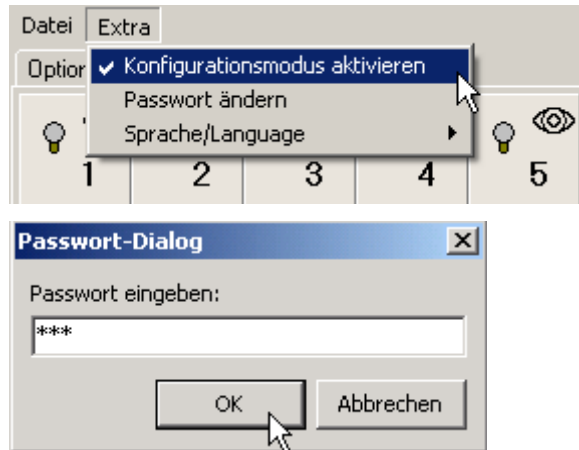 Datei Extra
Option
Konfigurationsmodus aktivieren
Passwort ändern
Sprache/Language
1 2 3 4 5
Passwort-Dialog
Passwort eingeben:
***
OK Abbrechen